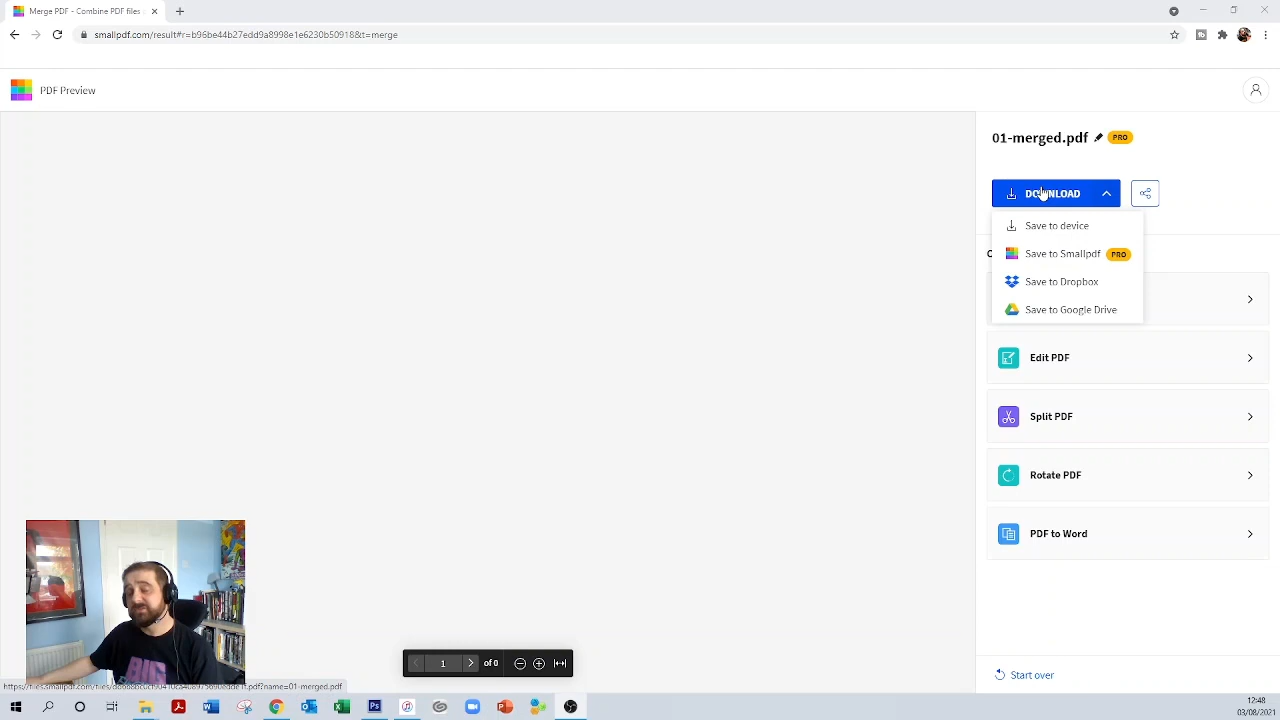 Merge PDF - Combine PDF files
smallpdf.com/result#r=b96be44b27edd9a8998e1e6230b50918&t=merge
PDF Preview
01-merged.pdf PRO
DOWNLOAD
Save to device
Save to Smallpdf PRO
Save to Dropbox
Save to Google Drive
Edit PDF
Split PDF
Rotate PDF
PDF to Word
1 of 0
Start over
12:48
03/08/2021